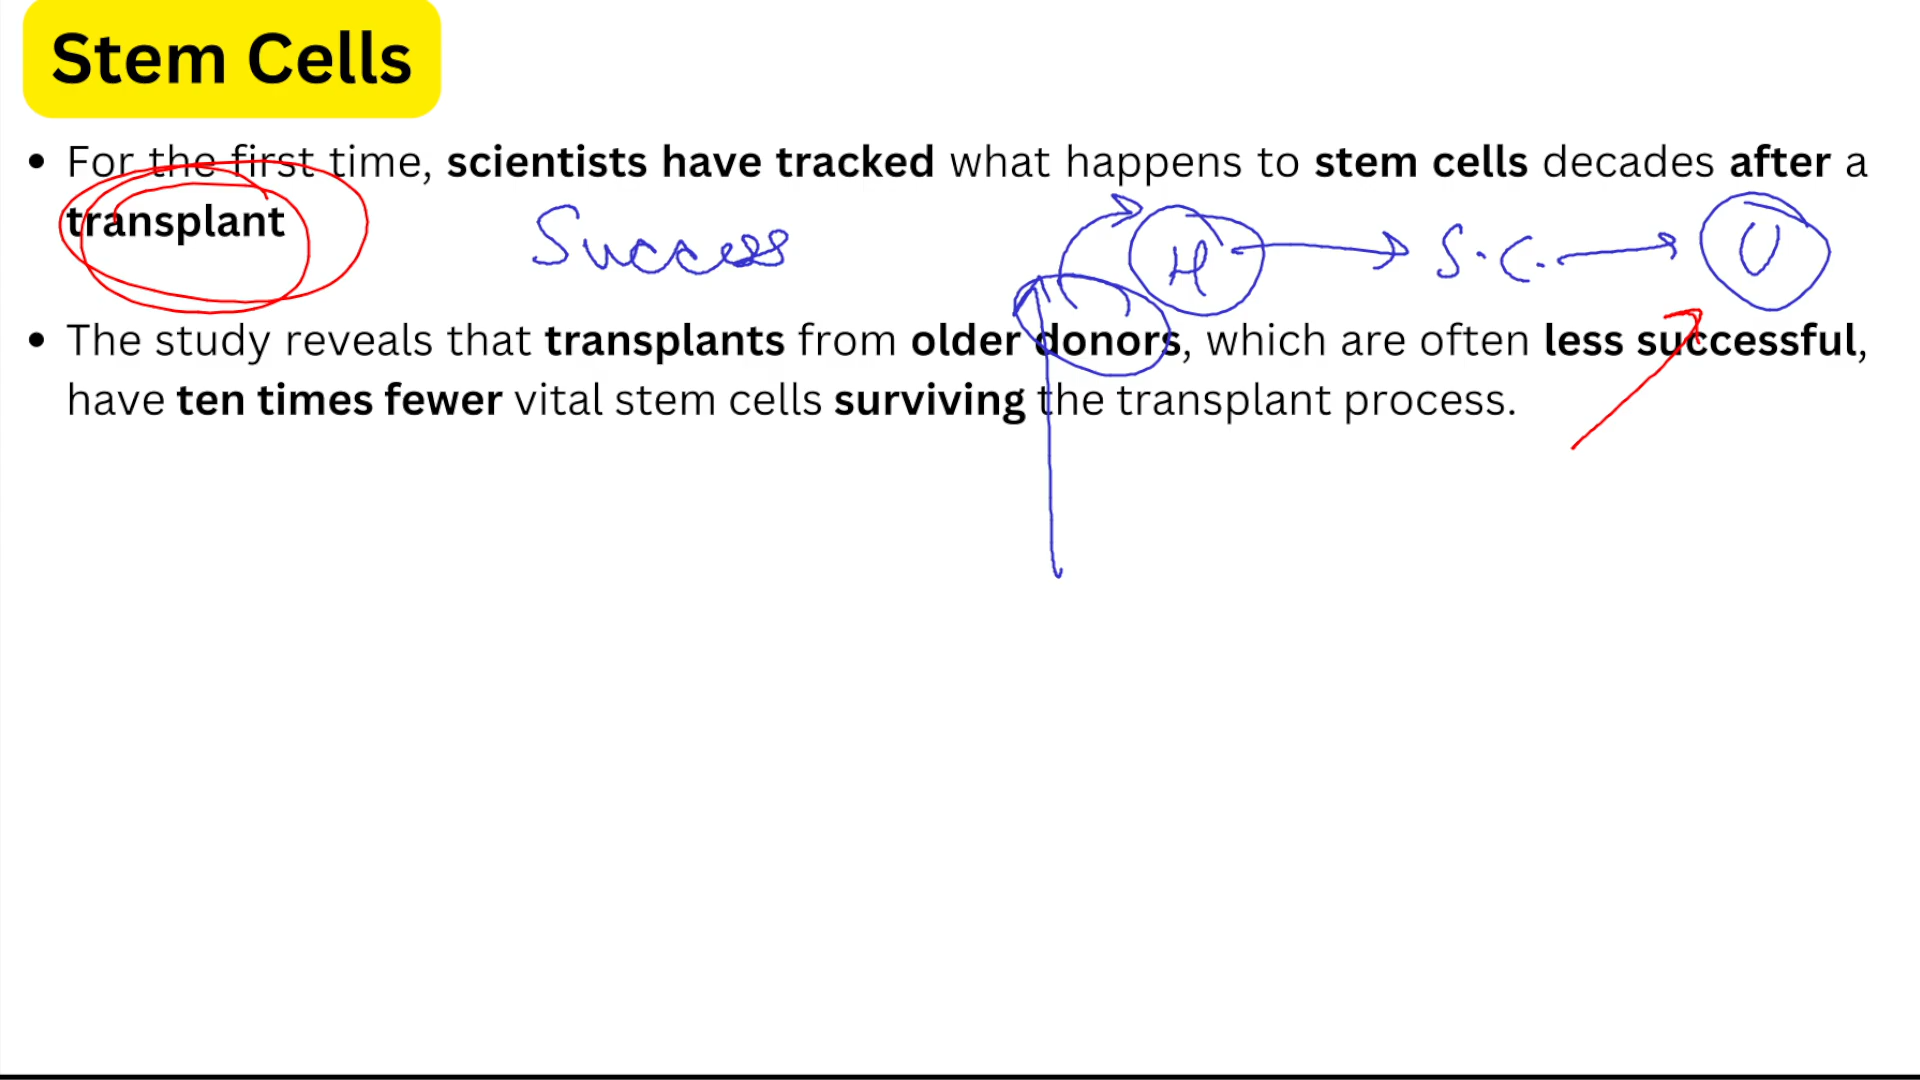 Stem Cells
• For the first time, scientists have tracked what happens to stem cells decades after a
transplant
Success
H → S.C. → U
• The study reveals that transplants from older donors, which are often less successful,
have ten times fewer vital stem cells surviving the transplant process.